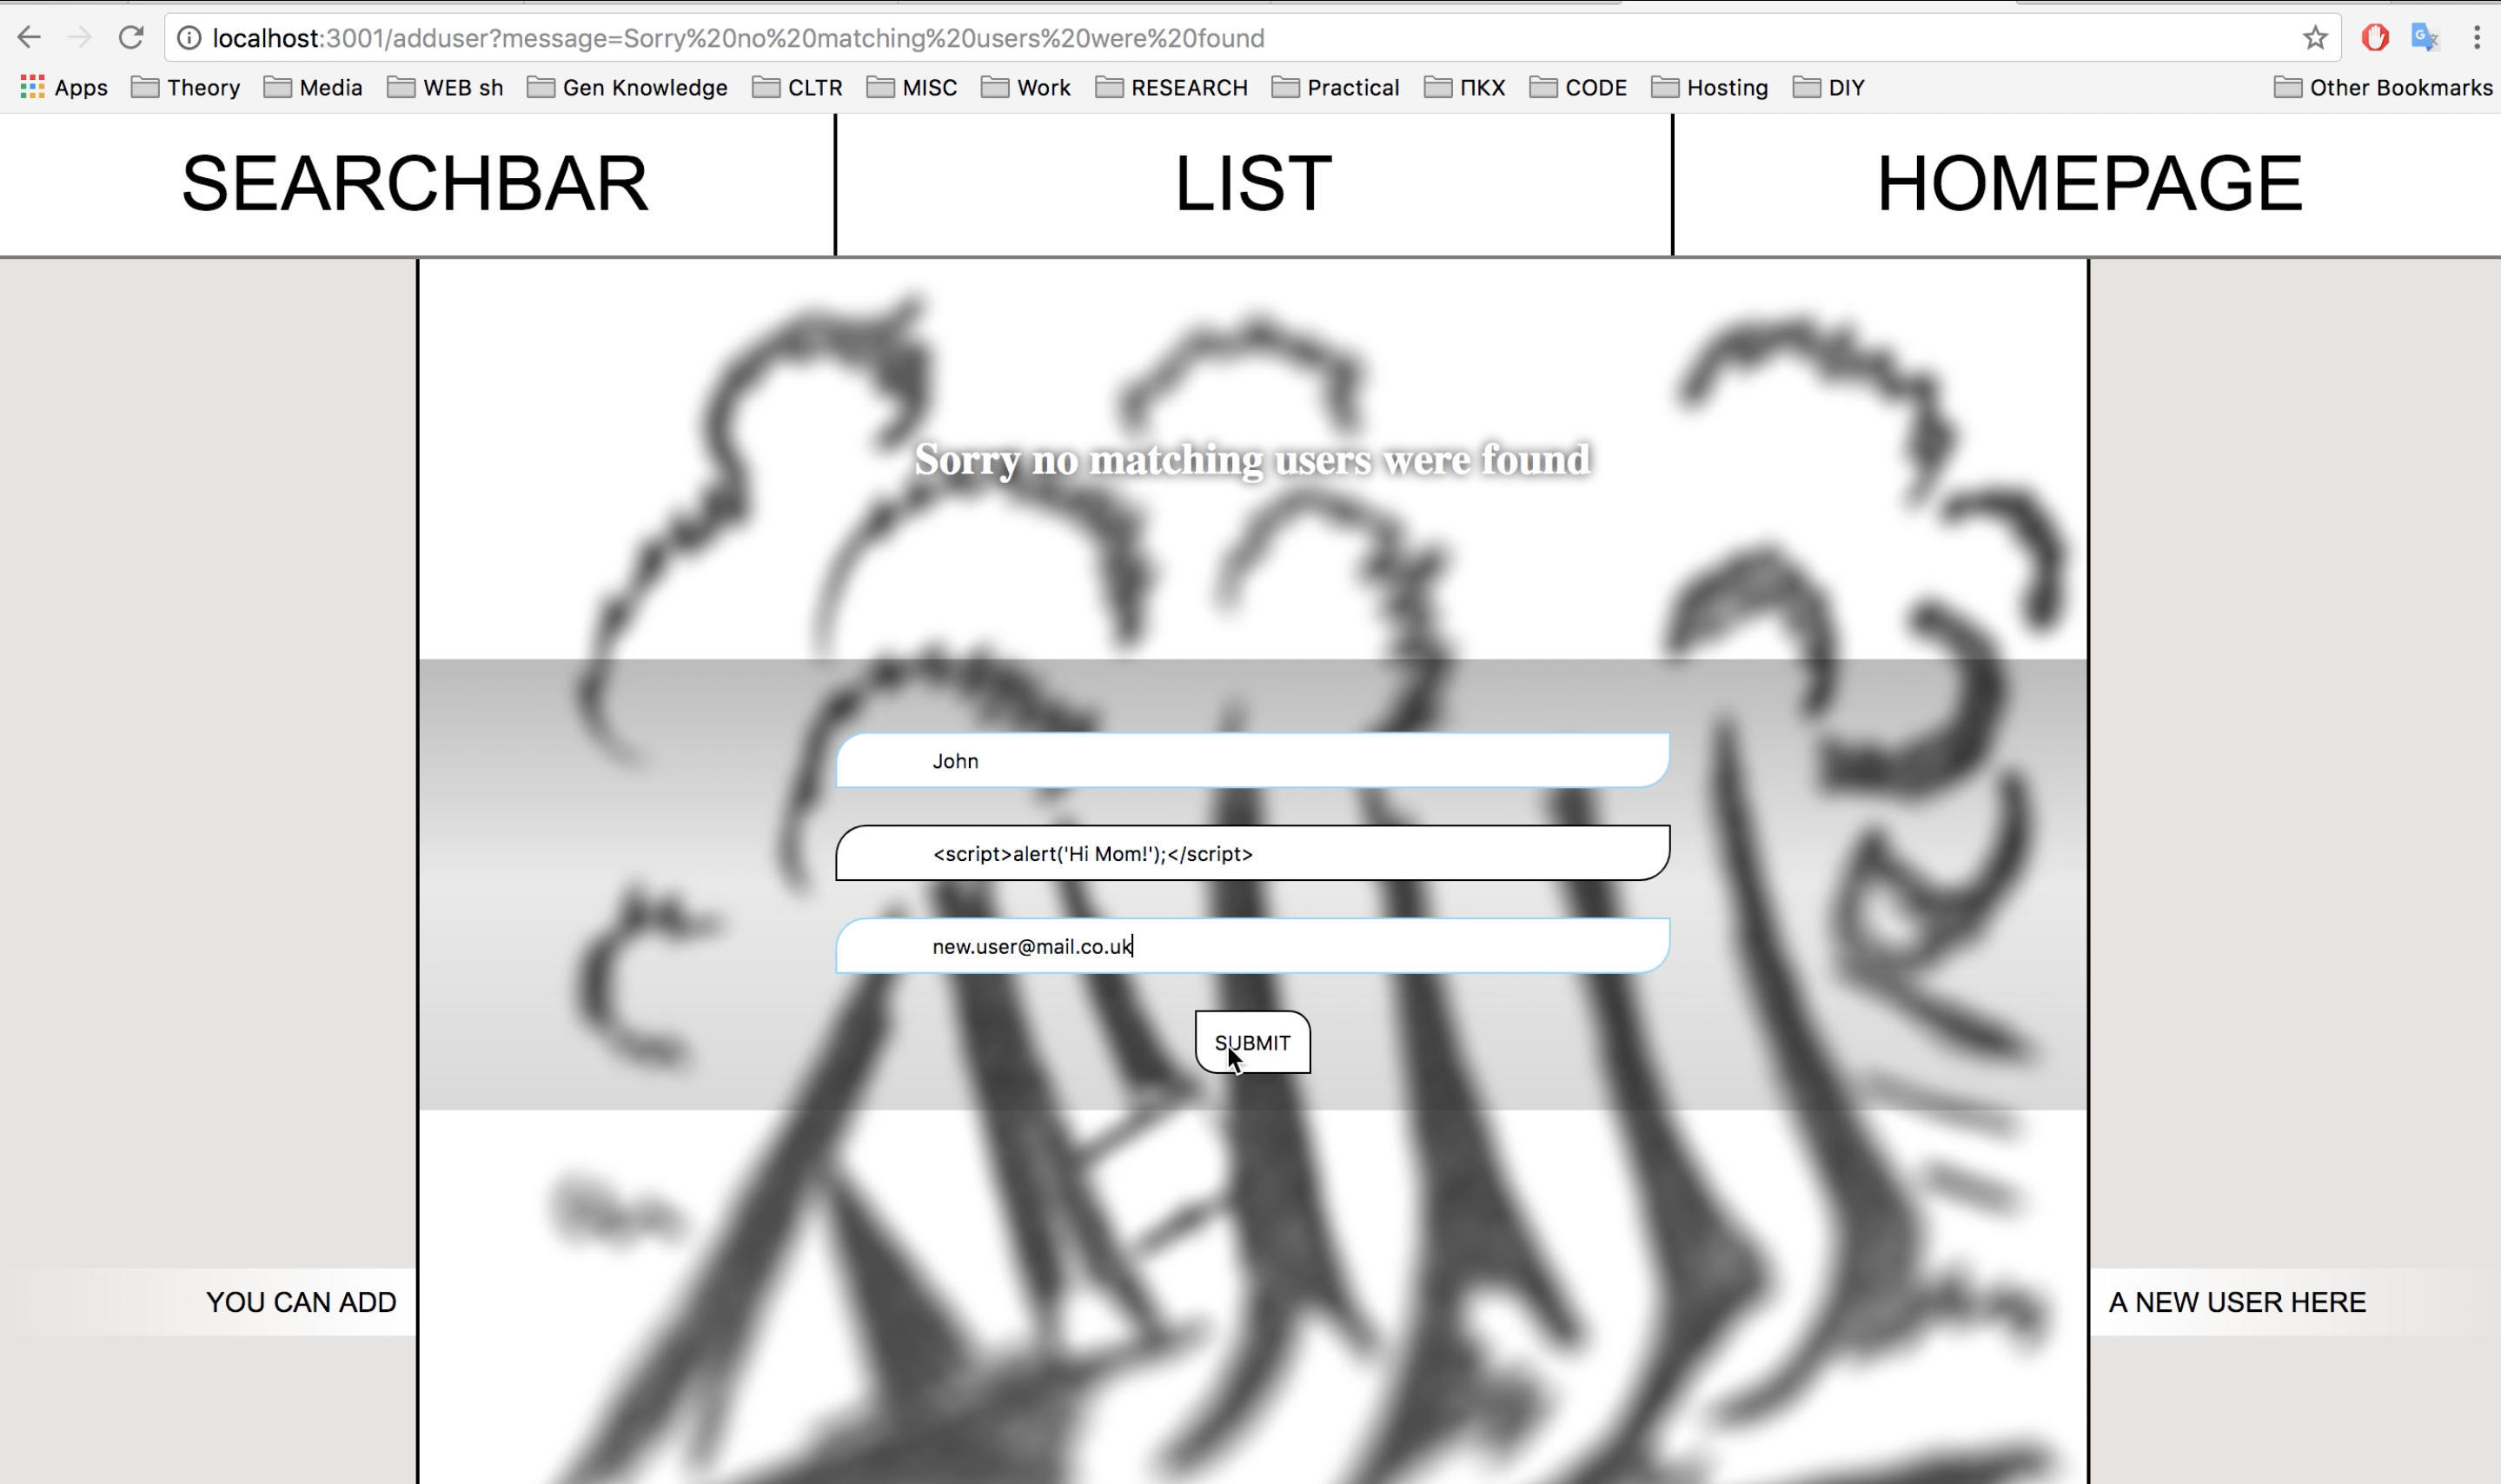 localhost:3001/adduser?message=Sorry%20no%20matching%20users%20were%20found
Apps Theory Media WEB sh Gen Knowledge CLTR MISC Work RESEARCH Practical ПКХ CODE Hosting DIY Other Bookmarks
SEARCHBAR LIST HOMEPAGE
Sorry no matching users were found
John
<script>alert('Hi Mom!');</script>
new.user@mail.co.uk
SUBMIT
YOU CAN ADD A NEW USER HERE